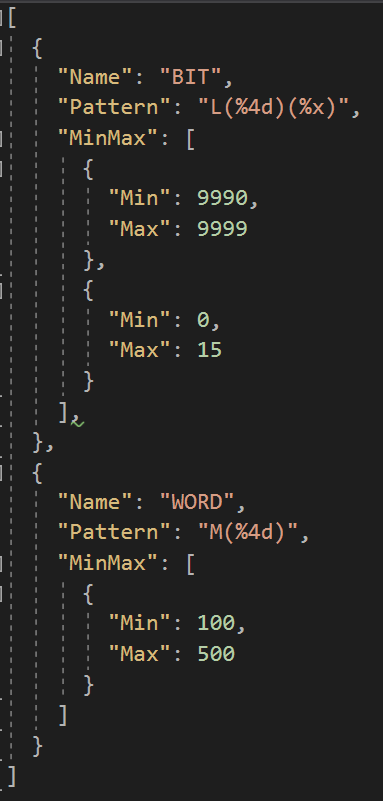 [
  {
    "Name": "BIT",
    "Pattern": "L(%4d)(%x)",
    "MinMax": [
      {
        "Min": 9990,
        "Max": 9999
      },
      {
        "Min": 0,
        "Max": 15
      }
    ],
  },
  {
    "Name": "WORD",
    "Pattern": "M(%4d)",
    "MinMax": [
      {
        "Min": 100,
        "Max": 500
      }
    ]
  }
]